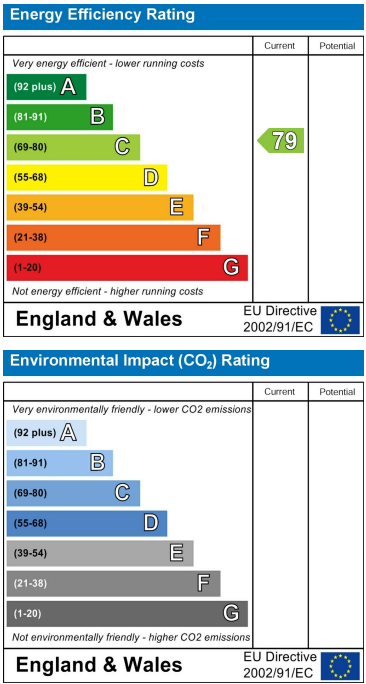 Energy Efficiency Rating
Current Potential
Very energy efficient - lower running costs
(92 plus) A
(81-91) B
(69-80) C 79
(55-68) D
(39-54) E
(21-38) F
(1-20) G
Not energy efficient - higher running costs
England & Wales EU Directive 2002/91/EC
Environmental Impact (CO₂) Rating
Current Potential
Very environmentally friendly - lower CO2 emissions
(92 plus) A
(81-91) B
(69-80) C
(55-68) D
(39-54) E
(21-38) F
(1-20) G
Not environmentally friendly - higher CO2 emissions
England & Wales EU Directive 2002/91/EC